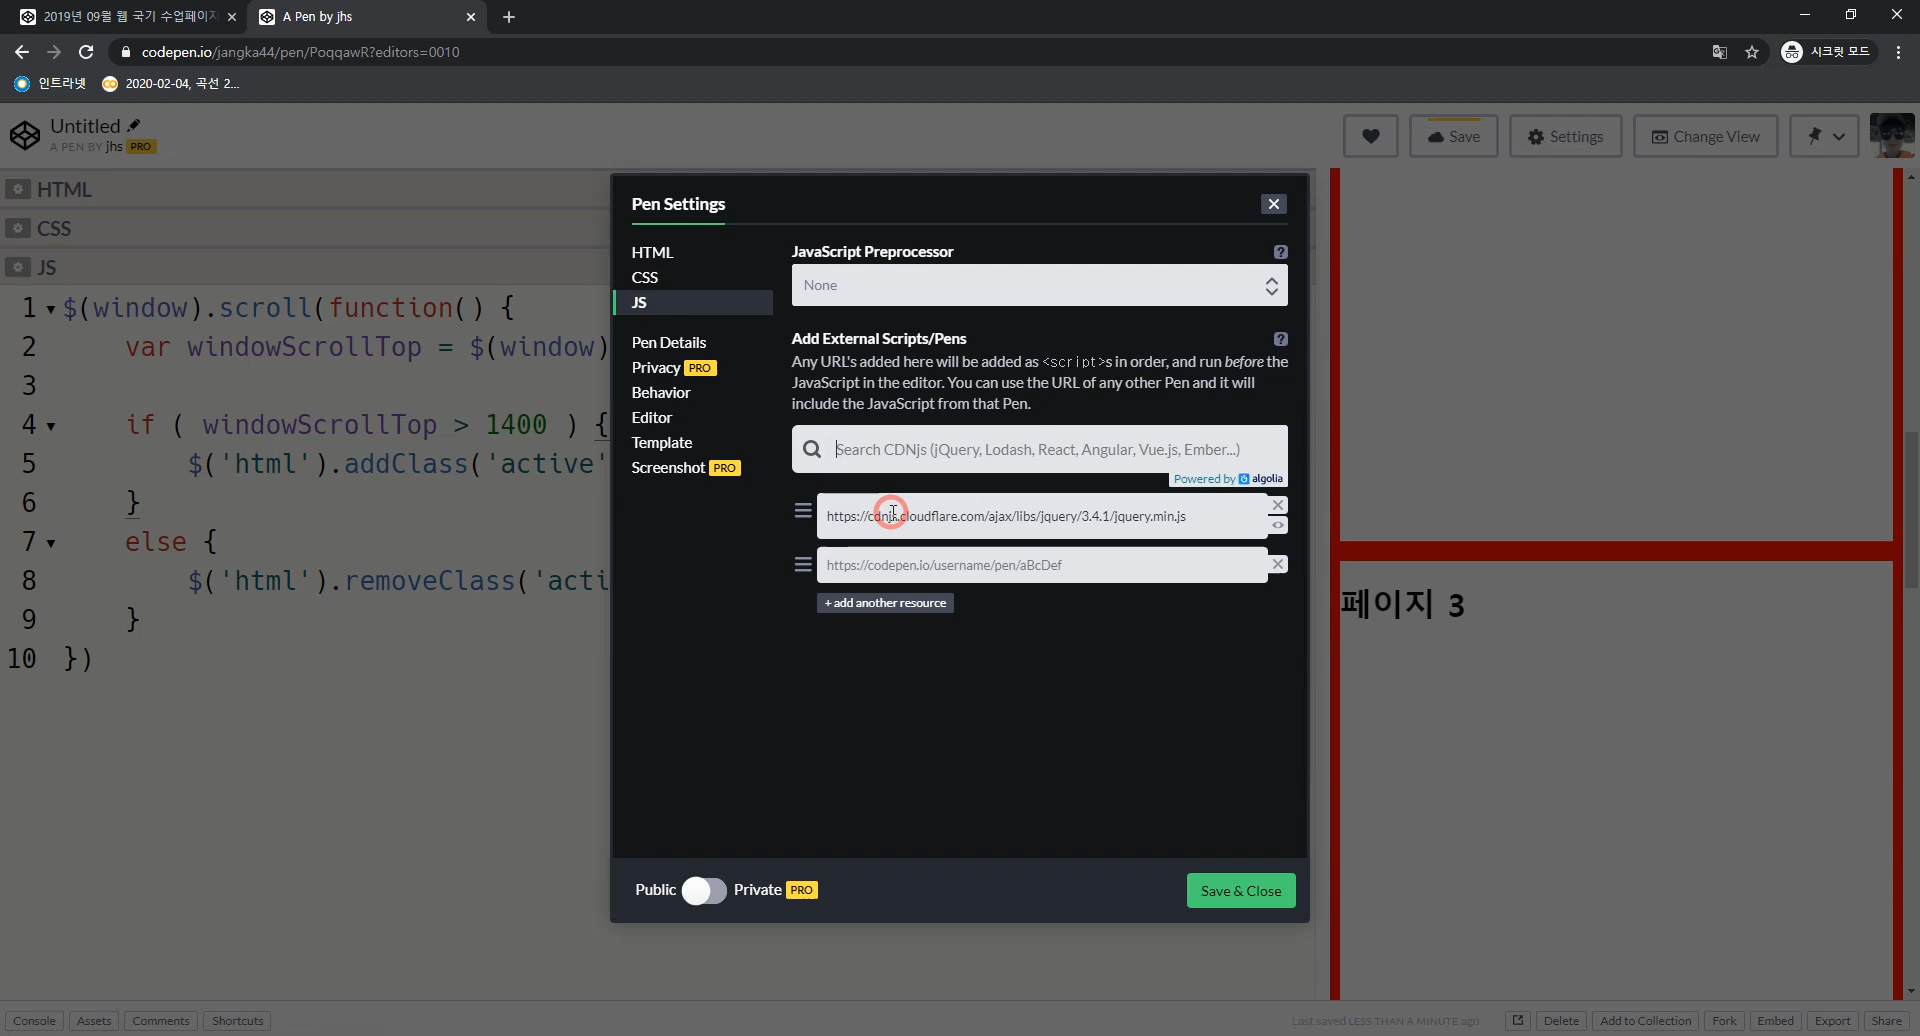 2019년 09월 웹 국기 수업페이지
A Pen by jhs
codepen.io/jangka44/pen/PoqqawR?editors=0010
시크릿 모드
인트라넷
2020-02-04, 곡선 2...
Untitled
A PEN BY jhs PRO
Save
Settings
Change View
HTML
CSS
JS
1 $(window).scroll(function() {
2 var windowScrollTop = $(window)
3
4 if ( windowScrollTop > 1400 ) {
5 $('html').addClass('active'
6 }
7 else {
8 $('html').removeClass('acti
9 }
10 })
Pen Settings
HTML
CSS
JS
Pen Details
Privacy PRO
Behavior
Editor
Template
Screenshot PRO
JavaScript Preprocessor
?
None
Add External Scripts/Pens
?
Any URL's added here will be added as <script>s in order, and run before the
JavaScript in the editor. You can use the URL of any other Pen and it will
include the JavaScript from that Pen.
Search CDNjs (jQuery, Lodash, React, Angular, Vue.js, Ember...)
Powered by algolia
https://cdnjs.cloudflare.com/ajax/libs/jquery/3.4.1/jquery.min.js
https://codepen.io/username/pen/aBcDef
+ add another resource
Public
Private PRO
Save & Close
페이지 3
Console
Assets
Comments
Shortcuts
Last saved LESS THAN A MINUTE ago
Delete
Add to Collection
Fork
Embed
Export
Share